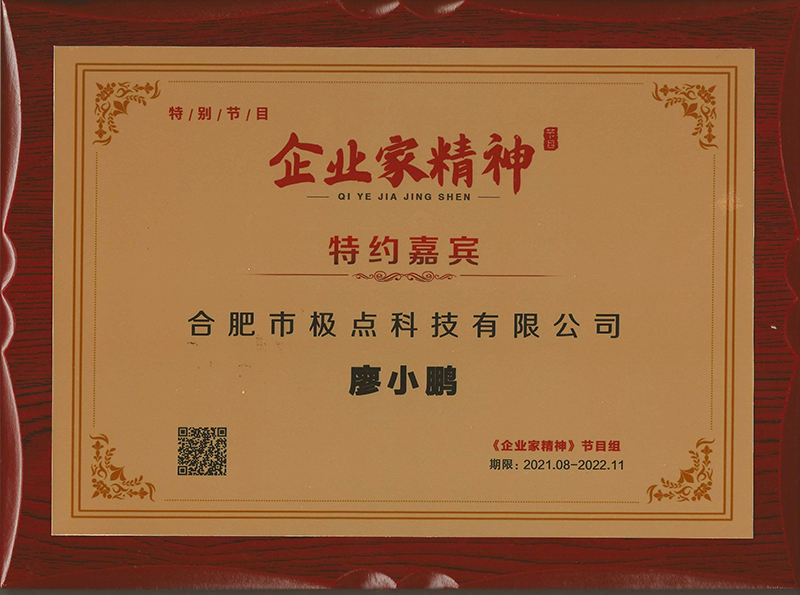 特/别/节/目
企业家精神 节目
QI YE JIA JING SHEN
特约嘉宾
合肥市极点科技有限公司
廖小鹏
《企业家精神》节目组
期限：2021.08-2022.11